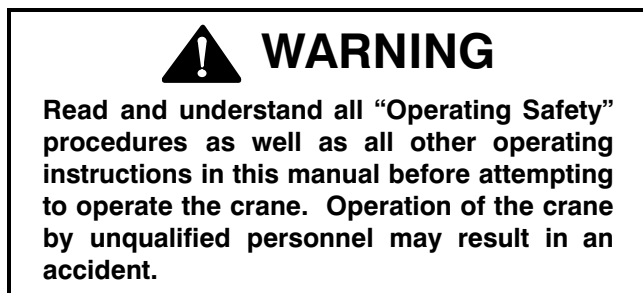 WARNING
Read and understand all “Operating Safety”
procedures as well as all other operating
instructions in this manual before attempting
to operate the crane. Operation of the crane
by unqualified personnel may result in an
accident.